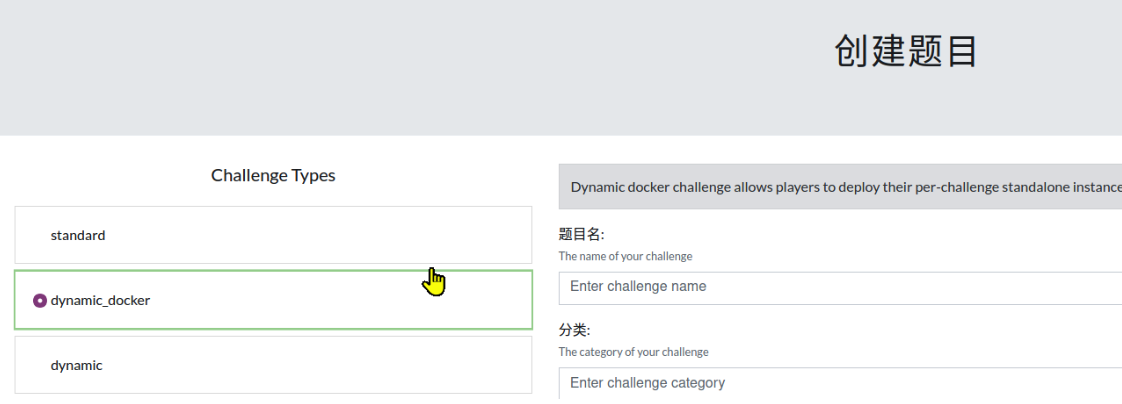 创建题目
Challenge Types
standard
dynamic_docker
dynamic
Dynamic docker challenge allows players to deploy their per-challenge standalone instance
题目名:
The name of your challenge
Enter challenge name
分类:
The category of your challenge
Enter challenge category